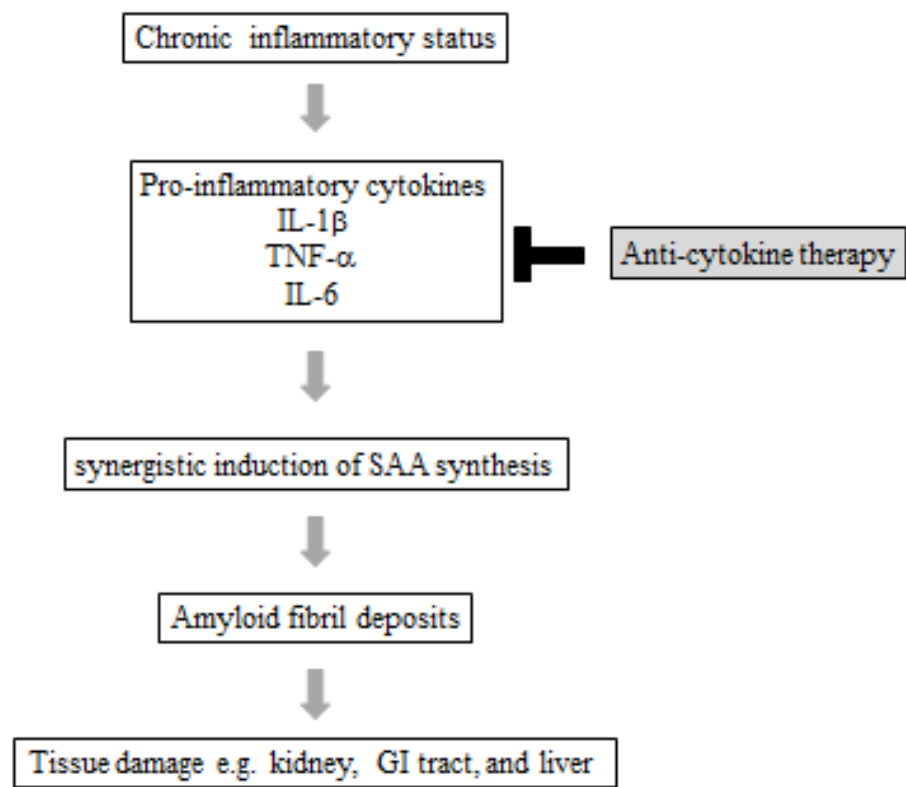 Chronic inflammatory status
Pro-inflammatory cytokines
IL-1β
TNF-α
IL-6
Anti-cytokine therapy
synergistic induction of SAA synthesis
Amyloid fibril deposits
Tissue damage e.g. kidney, GI tract, and liver